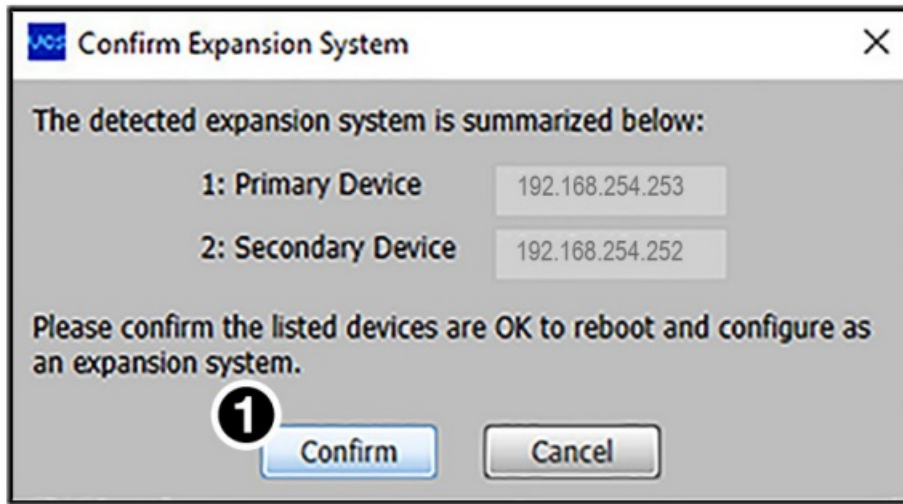 UCS Confirm Expansion System
The detected expansion system is summarized below:
1: Primary Device 192.168.254.253
2: Secondary Device 192.168.254.252
Please confirm the listed devices are OK to reboot and configure as
an expansion system.
1
Confirm Cancel